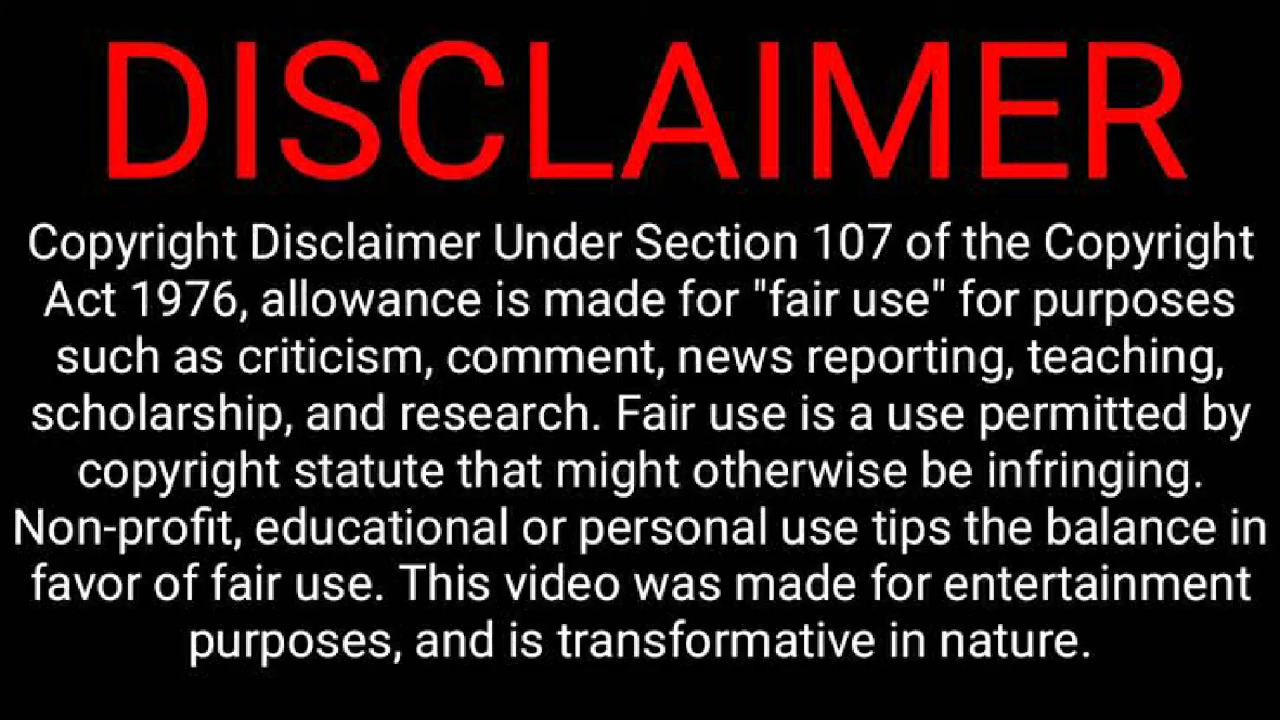 DISCLAIMER
Copyright Disclaimer Under Section 107 of the Copyright
Act 1976, allowance is made for "fair use" for purposes
such as criticism, comment, news reporting, teaching,
scholarship, and research. Fair use is a use permitted by
copyright statute that might otherwise be infringing.
Non-profit, educational or personal use tips the balance in
favor of fair use. This video was made for entertainment
purposes, and is transformative in nature.